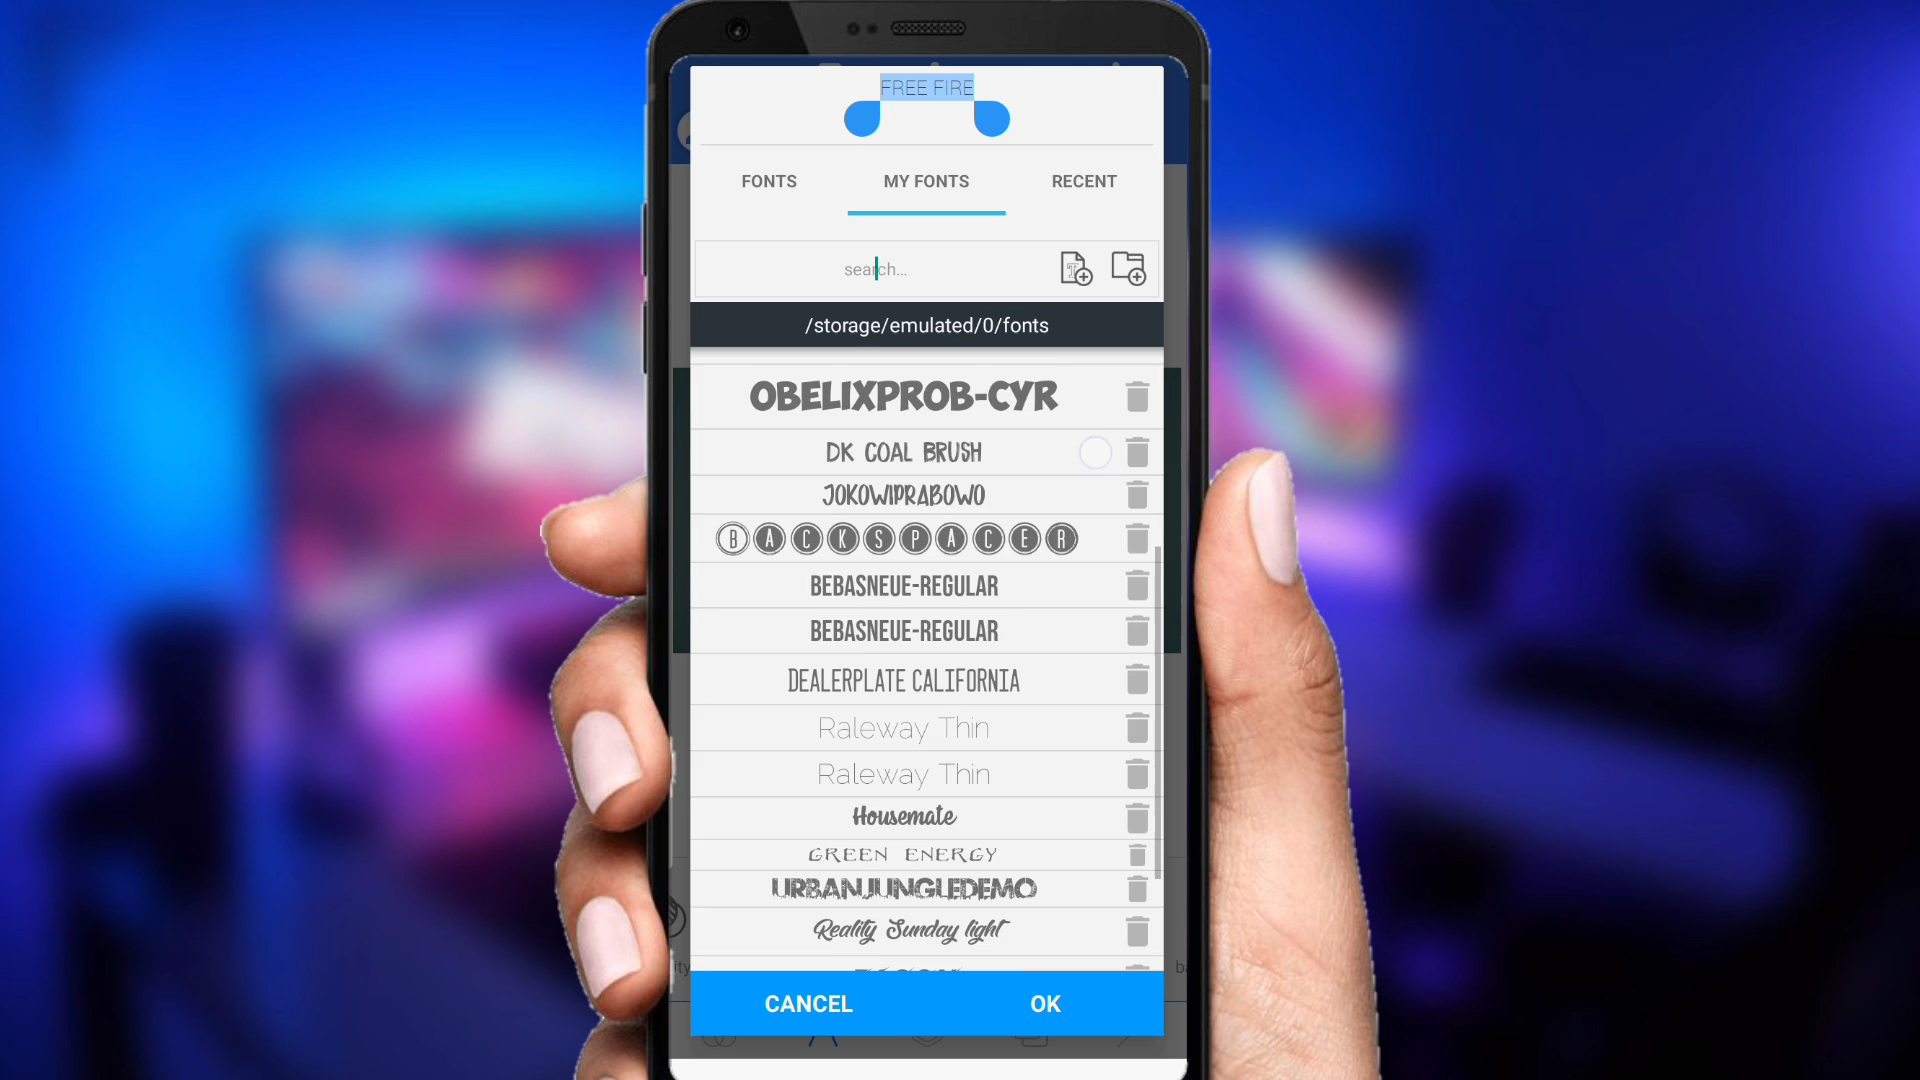 FREE FIRE
FONTS MY FONTS RECENT
search...
/storage/emulated/0/fonts
OBELIXPROB-CYR
DK COAL BRUSH
JOKOWIPRABOWO
BACKSPACER
BEBASNEUE-REGULAR
BEBASNEUE-REGULAR
DEALERPLATE CALIFORNIA
Raleway Thin
Raleway Thin
Housemate
GREEN ENERGY
URBANJUNGLEDEMO
Reality Sunday light
CANCEL OK